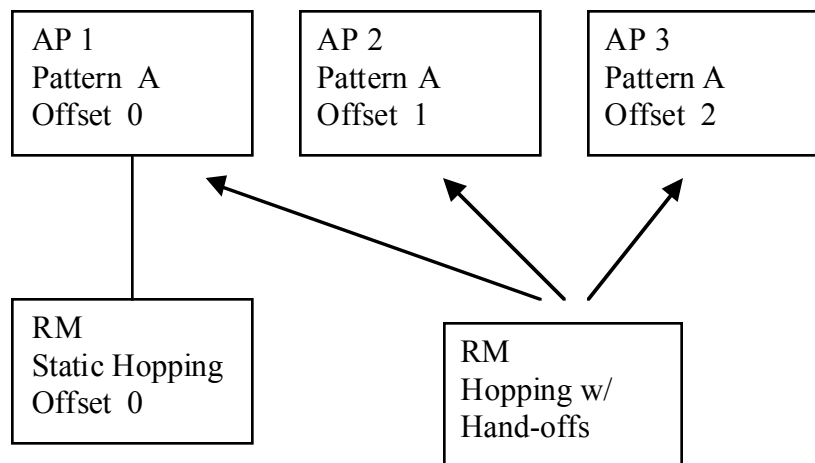 AP 1
Pattern A
Offset 0
AP 2
Pattern A
Offset 1
AP 3
Pattern A
Offset 2
RM
Static Hopping
Offset 0
RM
Hopping w/
Hand-offs